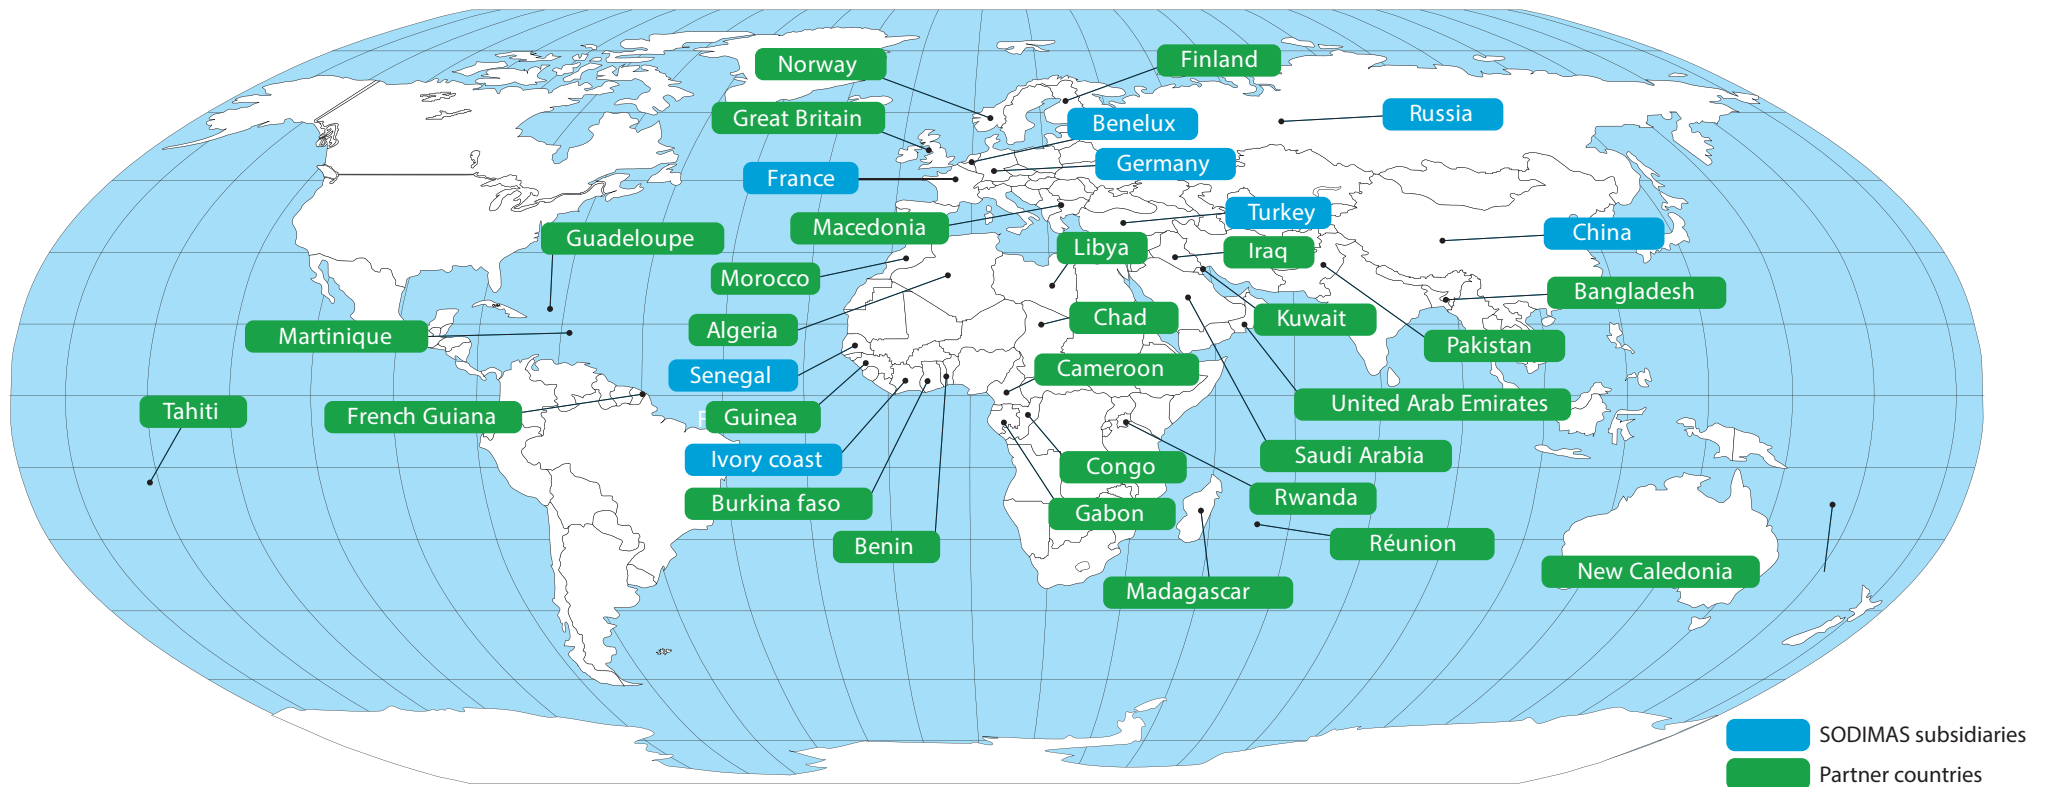 Norway
Finland
Great Britain
Benelux
Russia
Germany
France
Turkey
Macedonia
China
Guadeloupe
Libya
Iraq
Morocco
Bangladesh
Algeria
Chad
Kuwait
Martinique
Pakistan
Senegal
Cameroon
Tahiti
French Guiana
F
Guinea
United Arab Emirates
Ivory coast
Congo
Saudi Arabia
Burkina faso
Gabon
Rwanda
Benin
Réunion
New Caledonia
Madagascar
SODIMAS subsidiaries
Partner countries